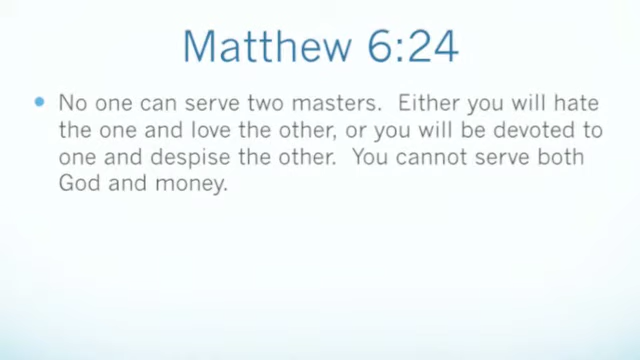 Matthew 6:24
No one can serve two masters. Either you will hate
the one and love the other, or you will be devoted to
one and despise the other. You cannot serve both
God and money.